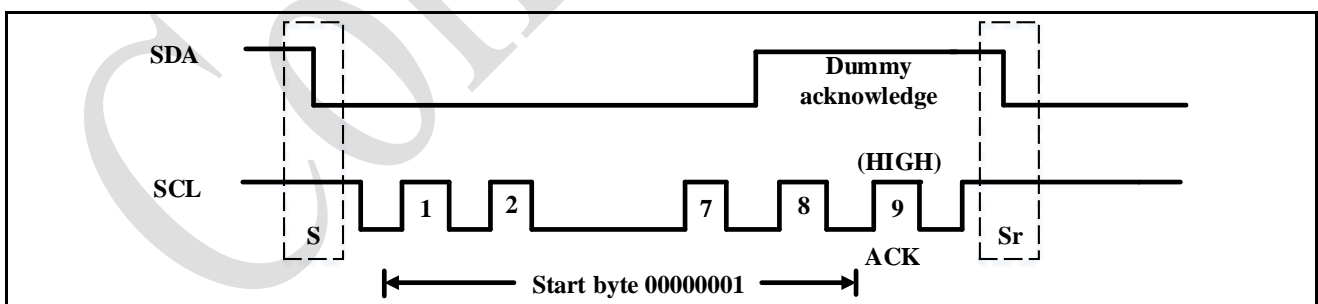 SDA
Dummy
acknowledge
(HIGH)
SCL
1 2 7 8 9
S Sr
ACK
Start byte 00000001